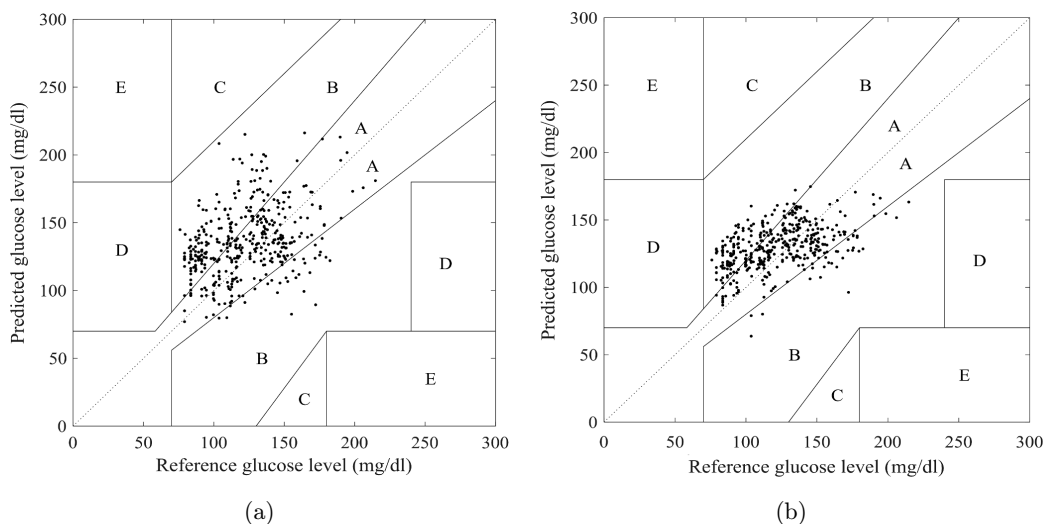 300
250
200
150
100
50
0
0 50 100 150 200 250 300
Predicted glucose level (mg/dl)
Reference glucose level (mg/dl)
E
C
B
A
A
D
D
B
C
E
(a)
300
250
200
150
100
50
0
0 50 100 150 200 250 300
Predicted glucose level (mg/dl)
Reference glucose level (mg/dl)
E
C
B
A
A
D
D
B
C
E
(b)